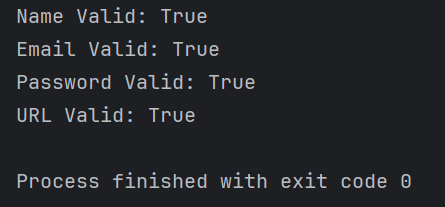 Name Valid: True
Email Valid: True
Password Valid: True
URL Valid: True
Process finished with exit code 0